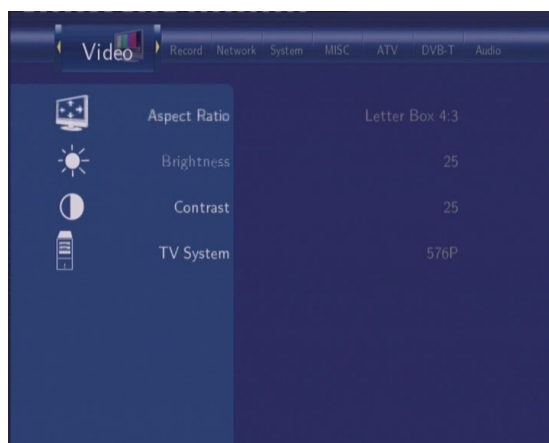 Video Record Network System MISC ATV DVB-T Audio
Aspect Ratio Letter Box 4:3
Brightness 25
Contrast 25
TV System 576P